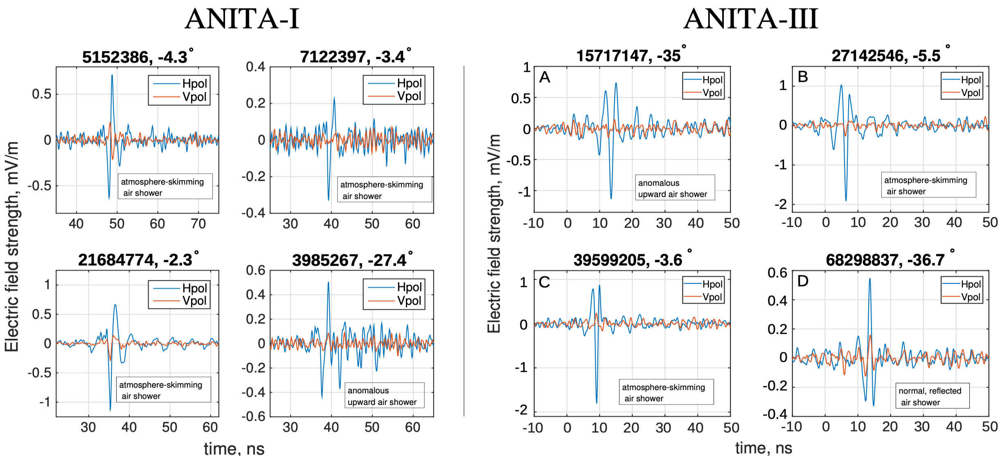 ANITA-I
ANITA-III
Electric field strength, mV/m
5152386, -4.3°
0.5
0
-0.5
40
50
60
70
Hpol
Vpol
atmosphere-skimming
air shower
7122397, -3.4°
0.4
0.2
0
-0.2
-0.4
30
40
50
60
Hpol
Vpol
atmosphere-skimming
air shower
21684774, -2.3°
1
0.5
0
-0.5
-1
30
40
50
60
Hpol
Vpol
atmosphere-skimming
air shower
3985267, -27.4°
0.6
0.4
0.2
0
-0.2
-0.4
-0.6
30
40
50
60
Hpol
Vpol
anomalous
upward air shower
time, ns
Electric field strength, mV/m
15717147, -35°
A
1
0.5
0
-0.5
-1
-10
0
10
20
30
40
50
Hpol
Vpol
anomalous
upward air shower
27142546, -5.5 °
B
1
0
-1
-2
-10
0
10
20
30
40
50
Hpol
Vpol
atmosphere-skimming
air shower
39599205, -3.6 °
C
1
0
-1
-2
-10
0
10
20
30
40
50
Hpol
Vpol
atmosphere-skimming
air shower
68298837, -36.7 °
D
0.6
0.4
0.2
0
-0.2
-0.4
-10
0
10
20
30
40
50
Hpol
Vpol
normal, reflected
air shower
time, ns